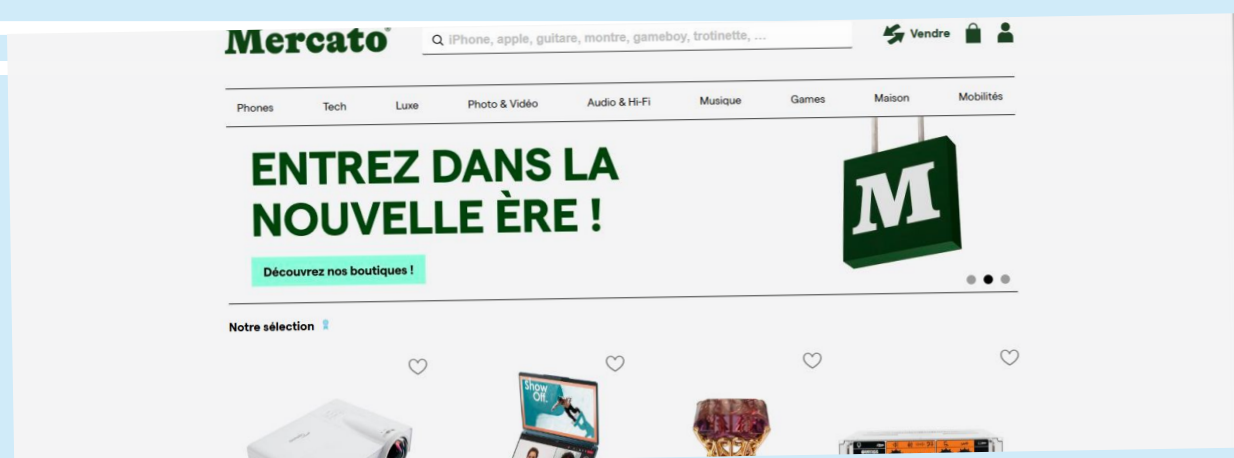 Mercato
iPhone, apple, guitare, montre, gameboy, trotinette, ...
Vendre
Phones Tech Luxe Photo & Vidéo Audio & Hi-Fi Musique Games Maison Mobilités
ENTREZ DANS LA
NOUVELLE ÈRE !
M
Découvrez nos boutiques !
Notre sélection
Show
Off.